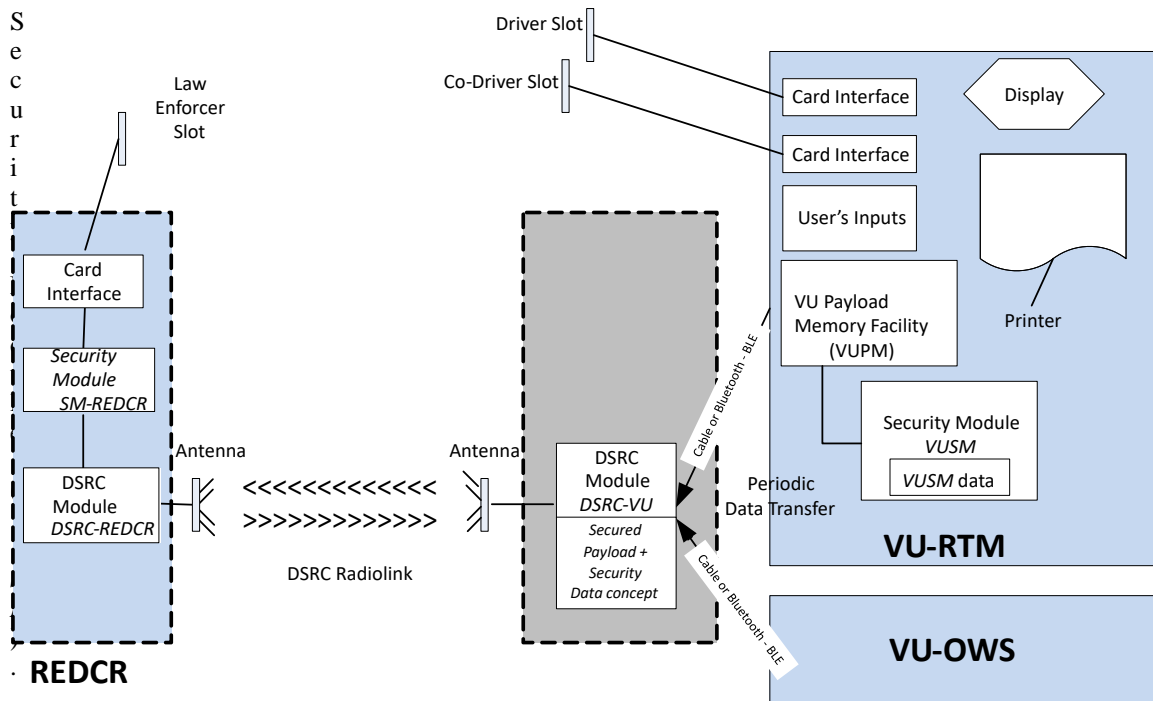 Securit
Law
Enforcer
Slot
Driver Slot
Co-Driver Slot
Card Interface
Display
Card Interface
User's Inputs
VU Payload
Memory Facility
(VUPM)
Printer
Security Module
VUSM
VUSM data
VU-RTM
VU-OWS
Card
Interface
Security
Module
SM-REDCR
DSRC
Module
DSRC-REDCR
REDCR
Antenna
<<<<<<<<<<<<<
>>>>>>>>>>>>>
DSRC Radiolink
Antenna
DSRC
Module
DSRC-VU
Secured
Payload +
Security
Data concept
Cable or Bluetooth - BLE
Periodic
Data Transfer
Cable or Bluetooth - BLE